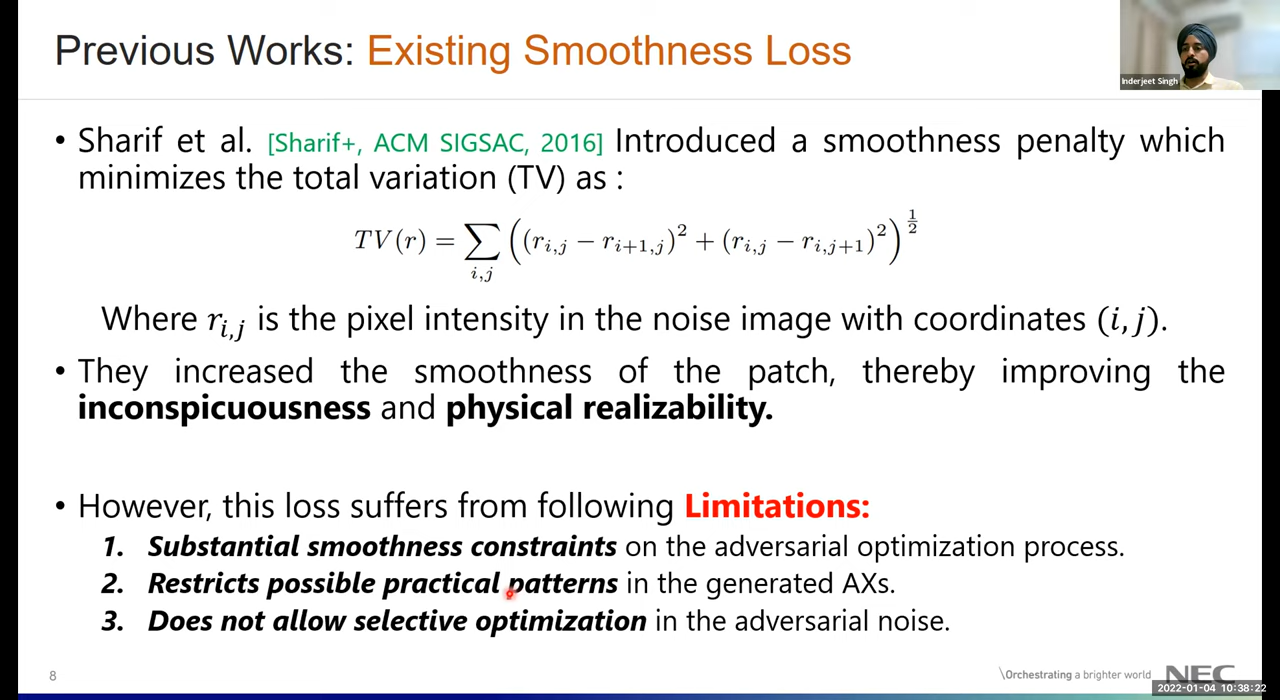 Previous Works: Existing Smoothness Loss
Inderjeet Singh
• Sharif et al. [Sharif+, ACM SIGSAC, 2016] Introduced a smoothness penalty which
minimizes the total variation (TV) as :
TV(r) = ∑_{i,j} ((r_{i,j} − r_{i+1,j})^2 + (r_{i,j} − r_{i,j+1})^2)^{1/2}
Where r_{i,j} is the pixel intensity in the noise image with coordinates (i,j).
• They increased the smoothness of the patch, thereby improving the
inconspicuousness and physical realizability.
• However, this loss suffers from following Limitations:
1. Substantial smoothness constraints on the adversarial optimization process.
2. Restricts possible practical patterns in the generated AXs.
3. Does not allow selective optimization in the adversarial noise.
8
\Orchestrating a brighter world NEC
2022-01-04 10:38:22